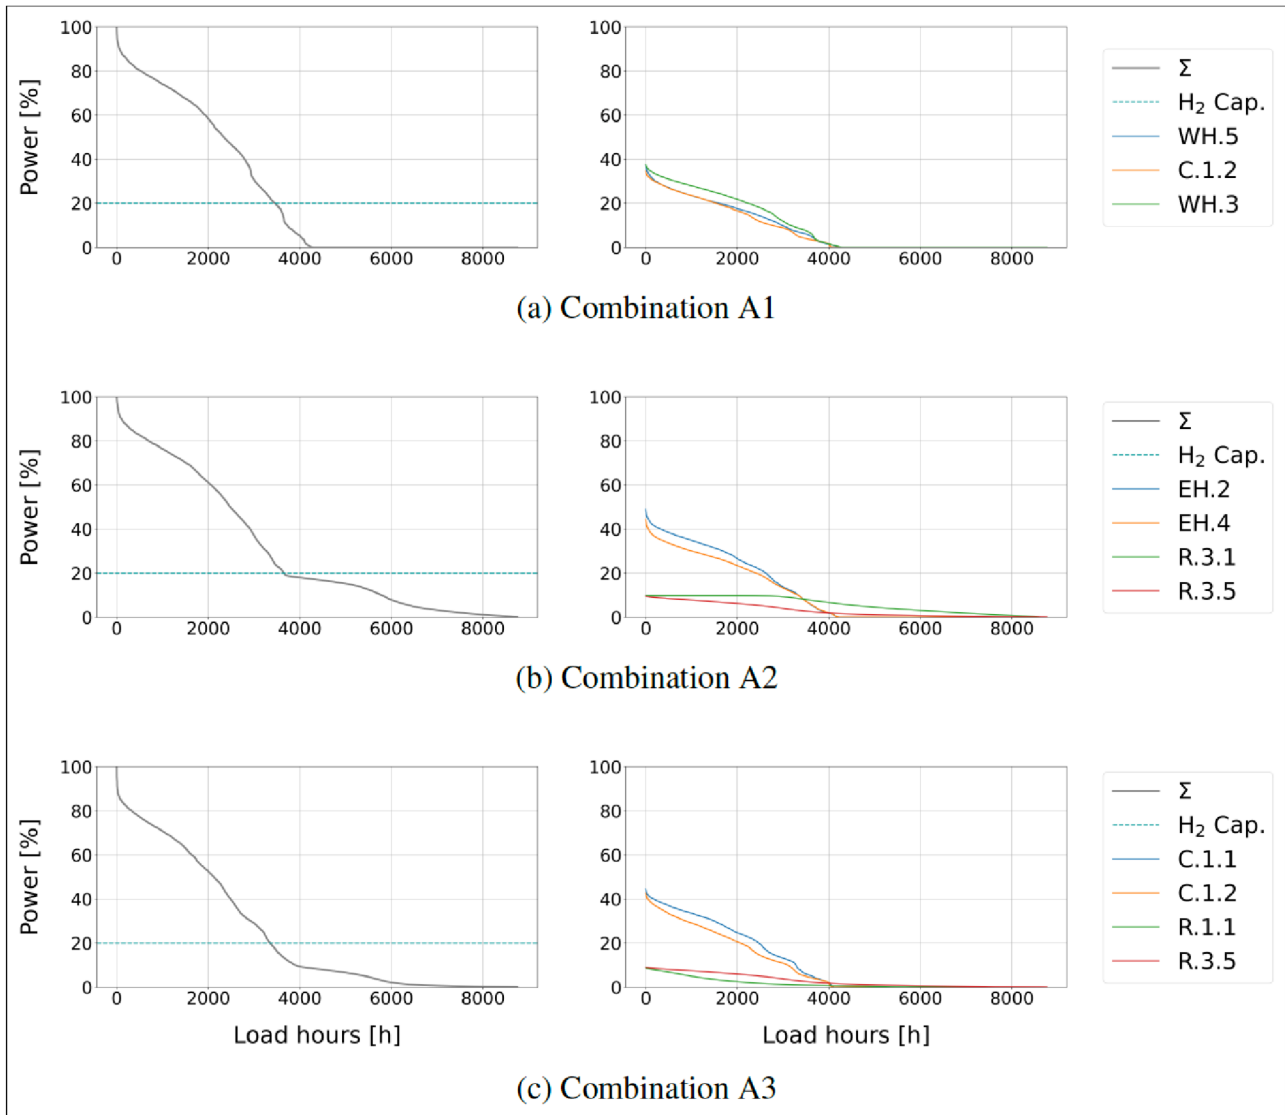 Power [%]
100
80
60
40
20
0
0 2000 4000 6000 8000
100
80
60
40
20
0
0 2000 4000 6000 8000
Σ
H₂ Cap.
WH.5
C.1.2
WH.3
(a) Combination A1
Power [%]
100
80
60
40
20
0
0 2000 4000 6000 8000
100
80
60
40
20
0
0 2000 4000 6000 8000
Σ
H₂ Cap.
EH.2
EH.4
R.3.1
R.3.5
(b) Combination A2
Power [%]
100
80
60
40
20
0
0 2000 4000 6000 8000
Load hours [h]
100
80
60
40
20
0
0 2000 4000 6000 8000
Load hours [h]
Σ
H₂ Cap.
C.1.1
C.1.2
R.1.1
R.3.5
(c) Combination A3